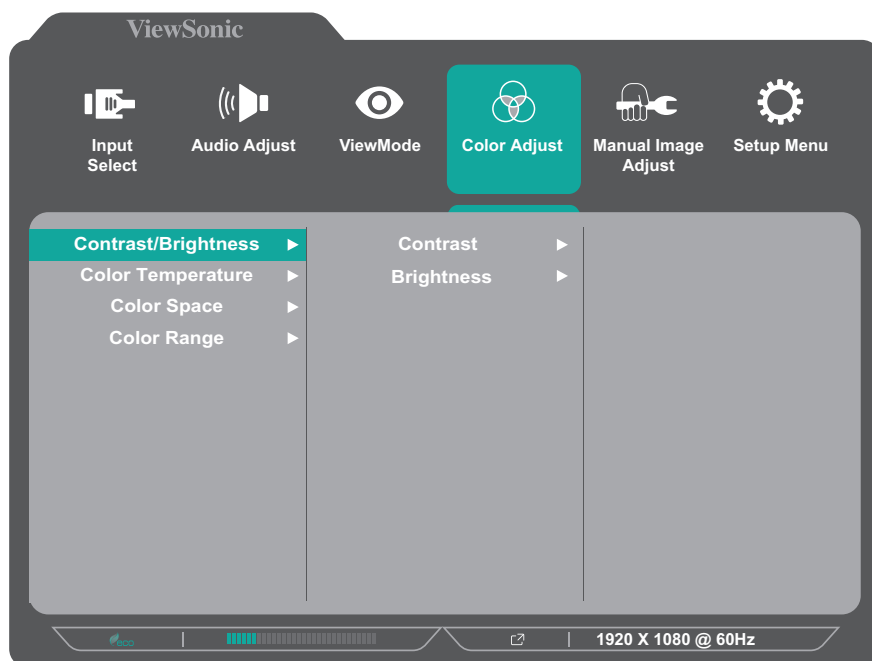 ViewSonic
Input
Select
Audio Adjust
ViewMode
Color Adjust
Manual Image
Adjust
Setup Menu
Contrast/Brightness
Color Temperature
Color Space
Color Range
Contrast
Brightness
eco
1920 X 1080 @ 60Hz